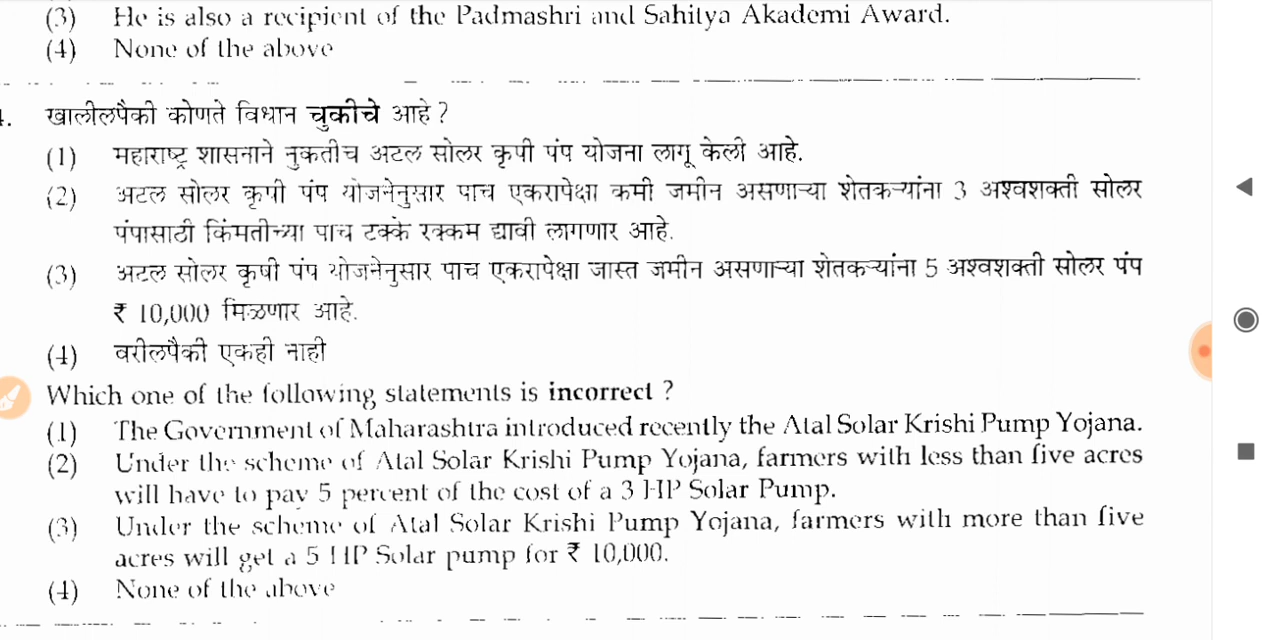 (3) He is also a recipient of the Padmashri and Sahitya Akademi Award.
(4) None of the above
खालीलपैकी कोणते विधान चुकीचे आहे ?
(1) महाराष्ट्र शासनाने नुकतीच अटल सोलर कृषी पंप योजना लागू केली आहे.
(2) अटल सोलर कृषी पंप योजनेनुसार पाच एकरापेक्षा कमी जमीन असणाऱ्या शेतकऱ्यांना 3 अश्वशक्ती सोलर
पंपासाठी किंमतीच्या पाच टक्के रक्कम द्यावी लागणार आहे.
(3) अटल सोलर कृषी पंप योजनेनुसार पाच एकरापेक्षा जास्त जमीन असणाऱ्या शेतकऱ्यांना 5 अश्वशक्ती सोलर पंप
₹ 10,000 मिळणार आहे.
(4) वरीलपैकी एकही नाही
Which one of the following statements is incorrect ?
(1) The Government of Maharashtra introduced recently the Atal Solar Krishi Pump Yojana.
(2) Under the scheme of Atal Solar Krishi Pump Yojana, farmers with less than five acres
will have to pay 5 percent of the cost of a 3 HP Solar Pump.
(3) Under the scheme of Atal Solar Krishi Pump Yojana, farmers with more than five
acres will get a 5 HP Solar pump for ₹ 10,000.
(4) None of the above